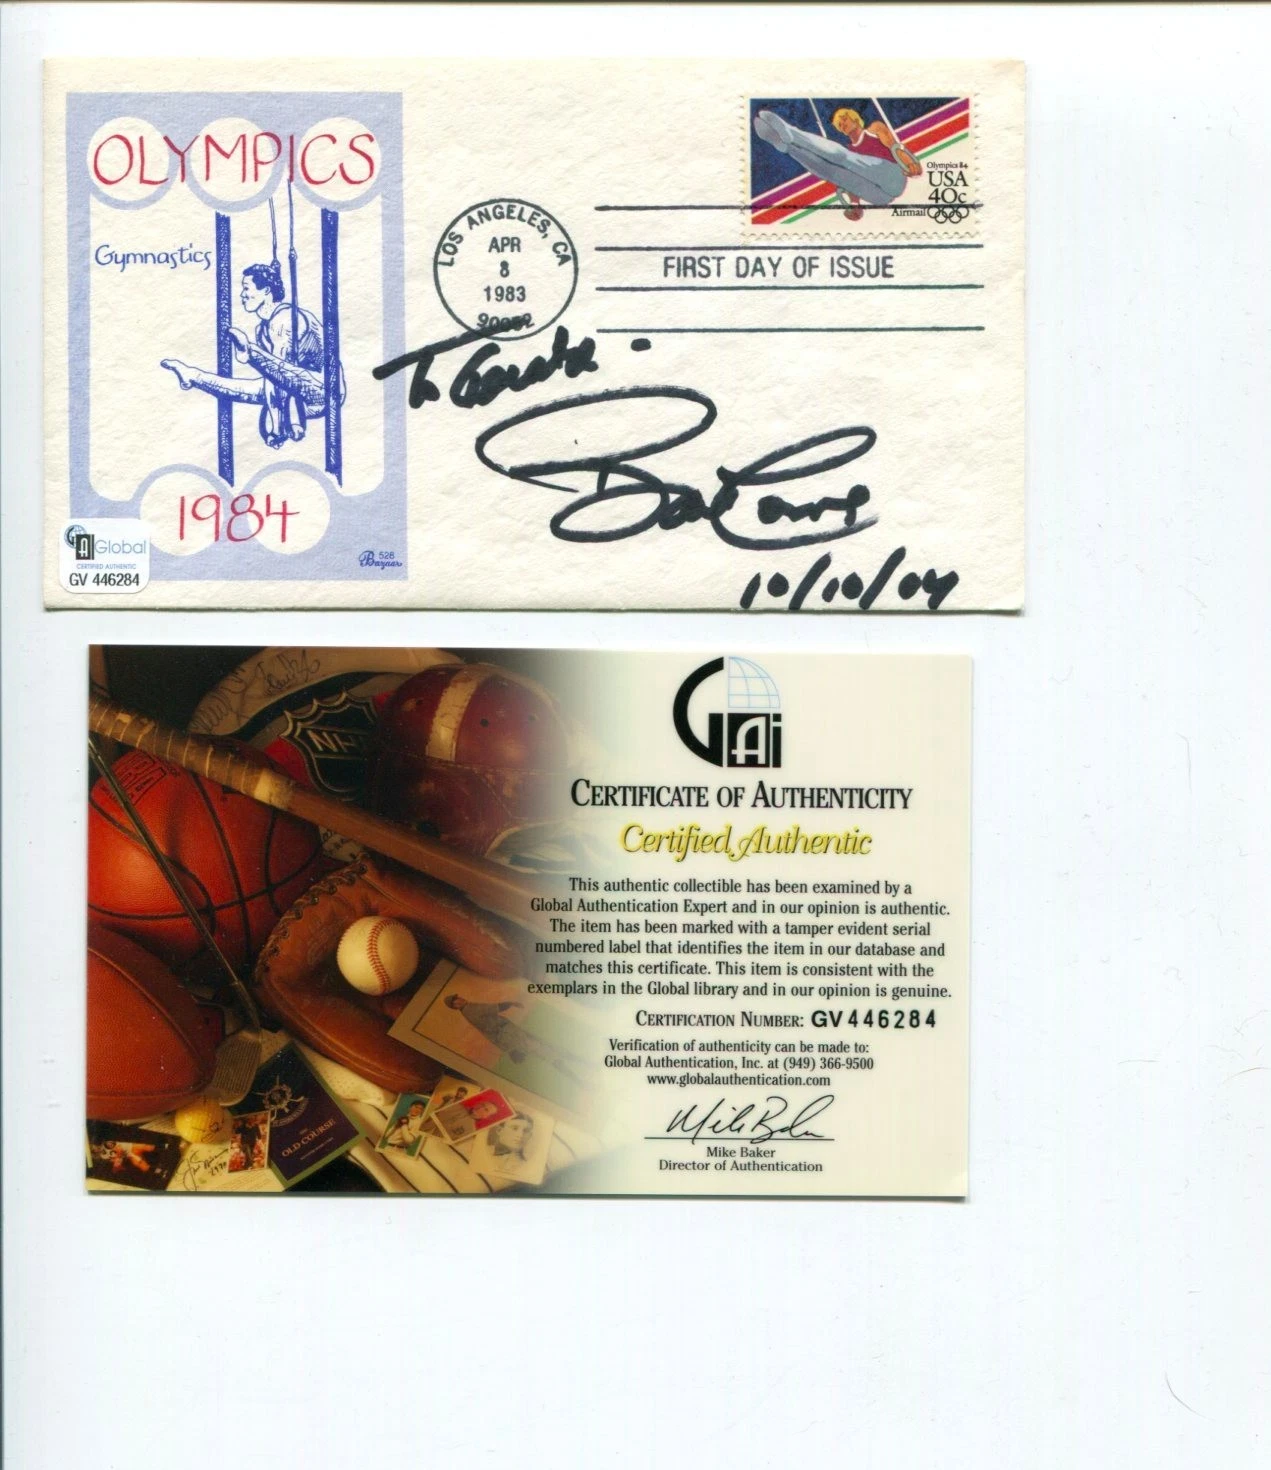 OLYMPICS
Gymnastics
1984
528
Bazaar
GAI Global
CERTIFIED AUTHENTIC
GV 446284
LOS ANGELES, CA
APR
8
1983
Olympics 84
USA
40c
Airmail
FIRST DAY OF ISSUE
To
10/10/04
NH
OLD COURSE
GAi
CERTIFICATE OF AUTHENTICITY
Certified Authentic
This authentic collectible has been examined by a
Global Authentication Expert and in our opinion is authentic.
The item has been marked with a tamper evident serial
numbered label that identifies the item in our database and
matches this certificate. This item is consistent with the
exemplars in the Global library and in our opinion is genuine.
CERTIFICATION NUMBER: GV446284
Verification of authenticity can be made to:
Global Authentication, Inc. at (949) 366-9500
www.globalauthentication.com
Mike Baker
Director of Authentication